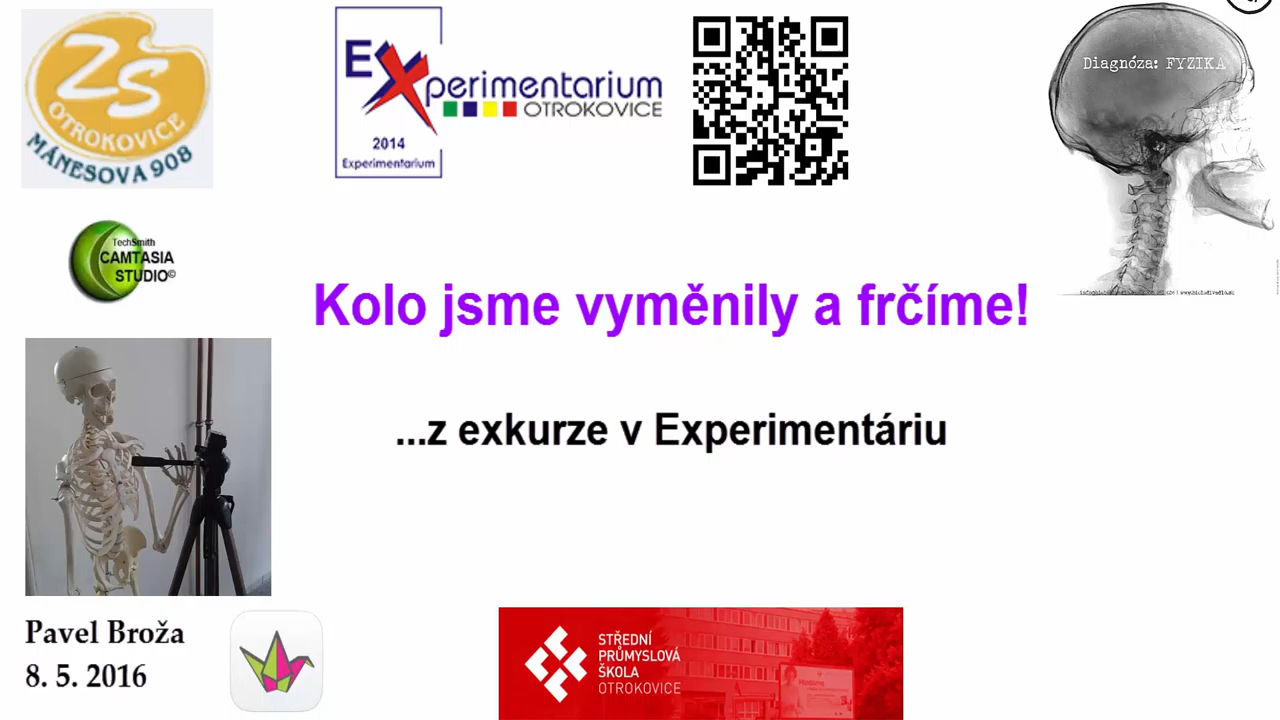 ZŠ
OTROKOVICE
MÁNESOVA 908
Experimentarium
OTROKOVICE
2014
Experimentarium
Diagnóza: FYZIKA
TechSmith
CAMTASIA
STUDIO©
Kolo jsme vyměnily a frčíme!
...z exkurze v Experimentáriu
Pavel Broža
8. 5. 2016
STŘEDNÍ
PRŮMYSLOVÁ
ŠKOLA
OTROKOVICE